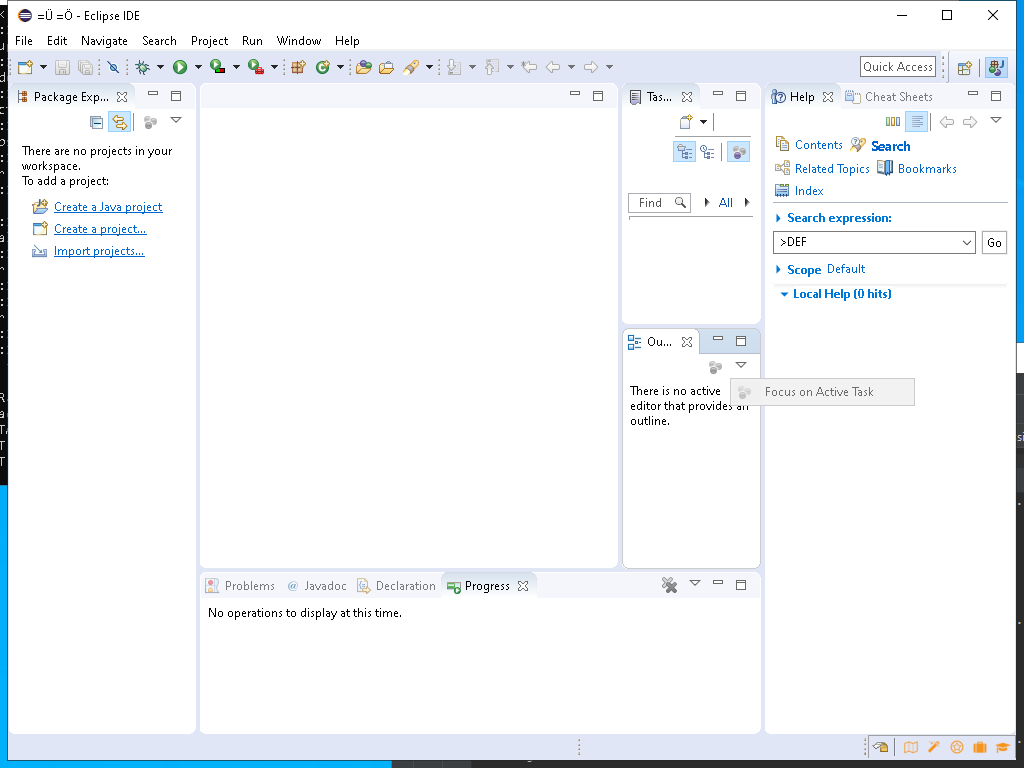 =Ü =Ö - Eclipse IDE
File Edit Navigate Search Project Run Window Help
Quick Access
Package Exp...
There are no projects in your
workspace.
To add a project:
Create a Java project
Create a project...
Import projects...
Tas...
Find
All
Ou...
There is no active
editor that provides an
outline.
Focus on Active Task
Help
Cheat Sheets
Contents
Search
Related Topics
Bookmarks
Index
Search expression:
>DEF
Go
Scope Default
Local Help (0 hits)
Problems
@ Javadoc
Declaration
Progress
No operations to display at this time.